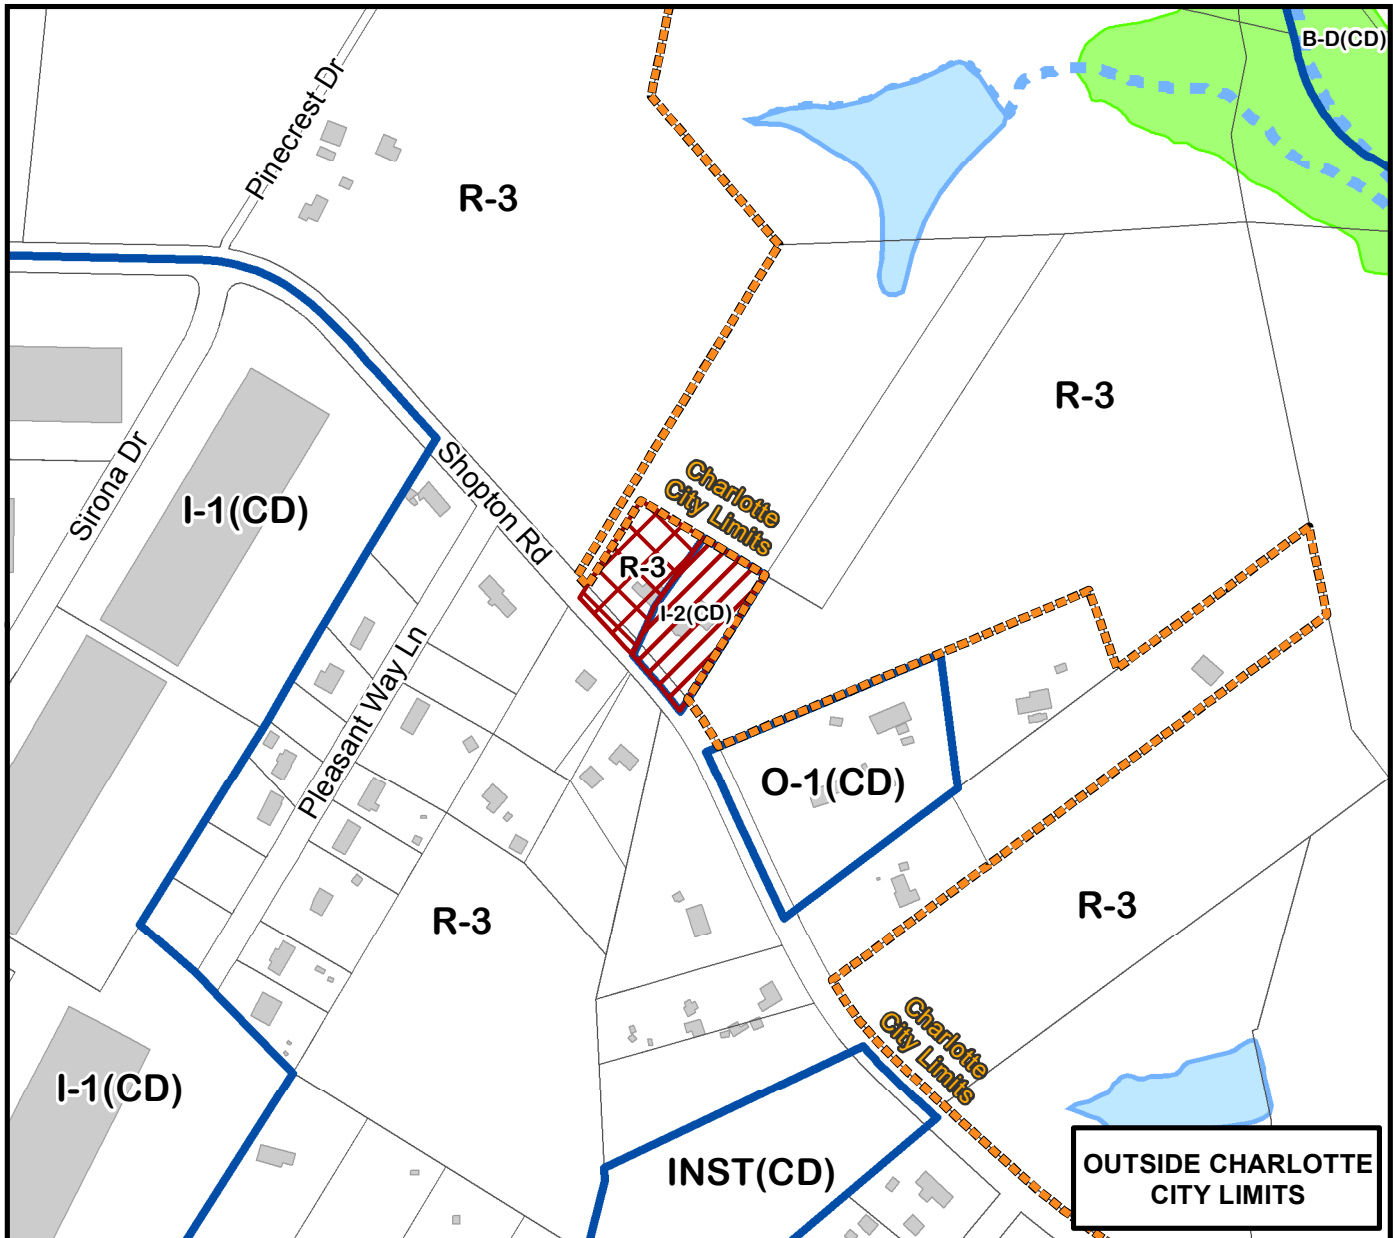 B-D(CD)
Pinecrest Dr
R-3
R-3
Shopton Rd
Charlotte
City Limits
Sirona Dr
I-1(CD)
R-3
I-2(CD)
Pleasant Way Ln
O-1(CD)
R-3
R-3
Charlotte
City Limits
I-1(CD)
INST(CD)
OUTSIDE CHARLOTTE
CITY LIMITS